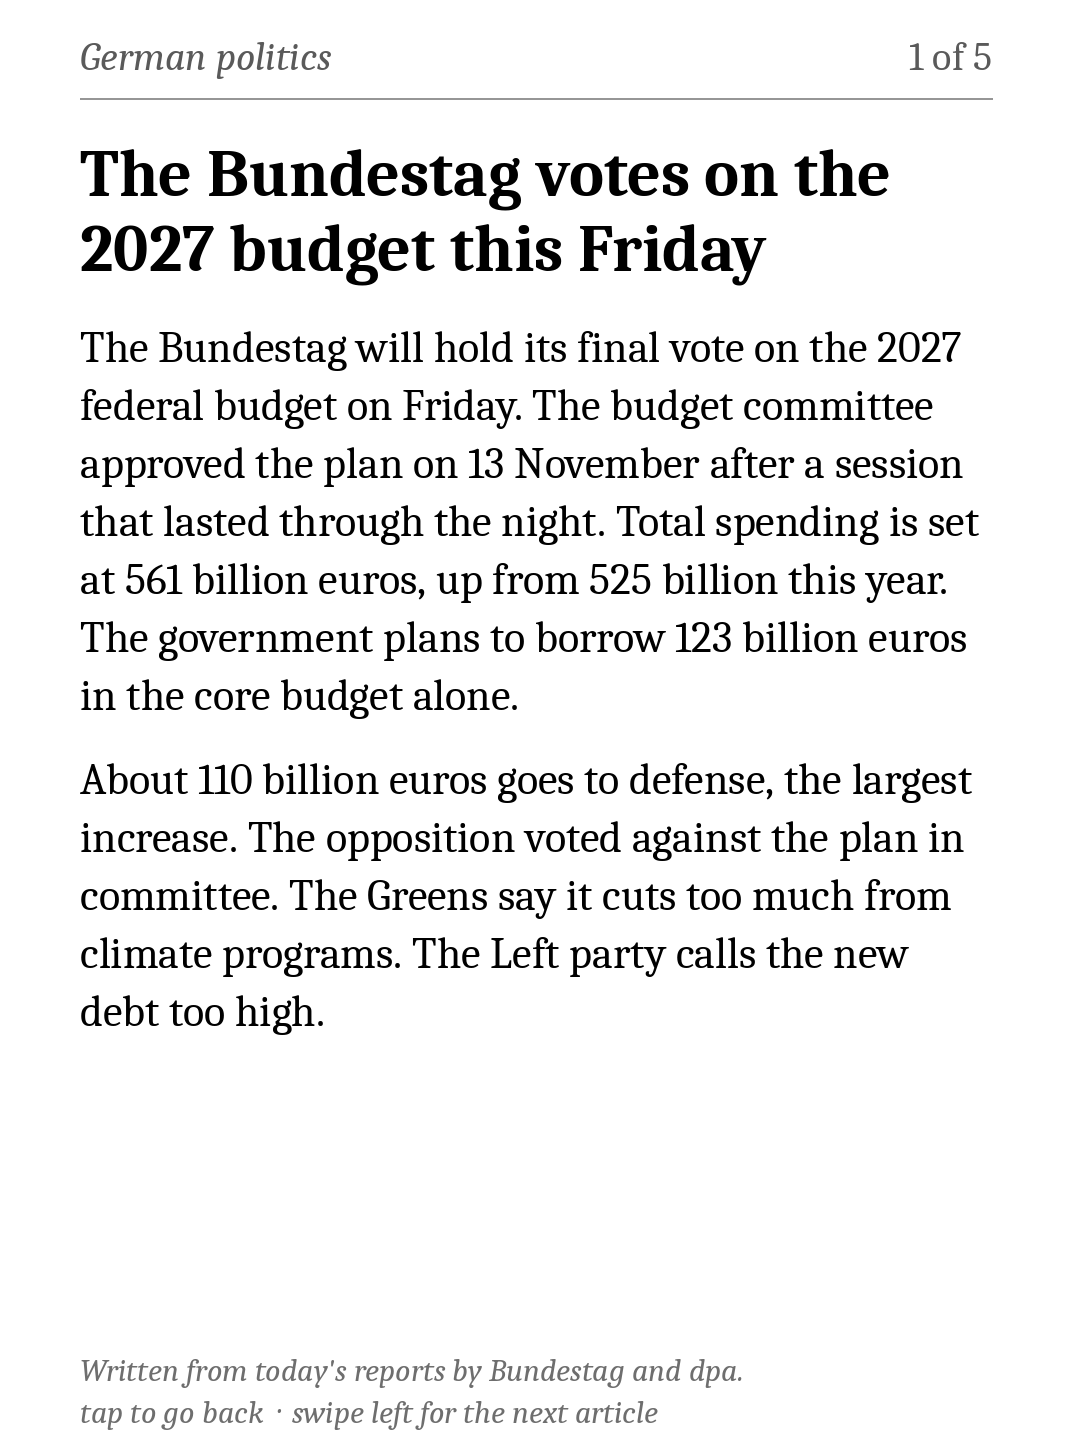 German politics
1 of 5
The Bundestag votes on the
2027 budget this Friday
The Bundestag will hold its final vote on the 2027
federal budget on Friday. The budget committee
approved the plan on 13 November after a session
that lasted through the night. Total spending is set
at 561 billion euros, up from 525 billion this year.
The government plans to borrow 123 billion euros
in the core budget alone.
About 110 billion euros goes to defense, the largest
increase. The opposition voted against the plan in
committee. The Greens say it cuts too much from
climate programs. The Left party calls the new
debt too high.
Written from today's reports by Bundestag and dpa.
tap to go back · swipe left for the next article